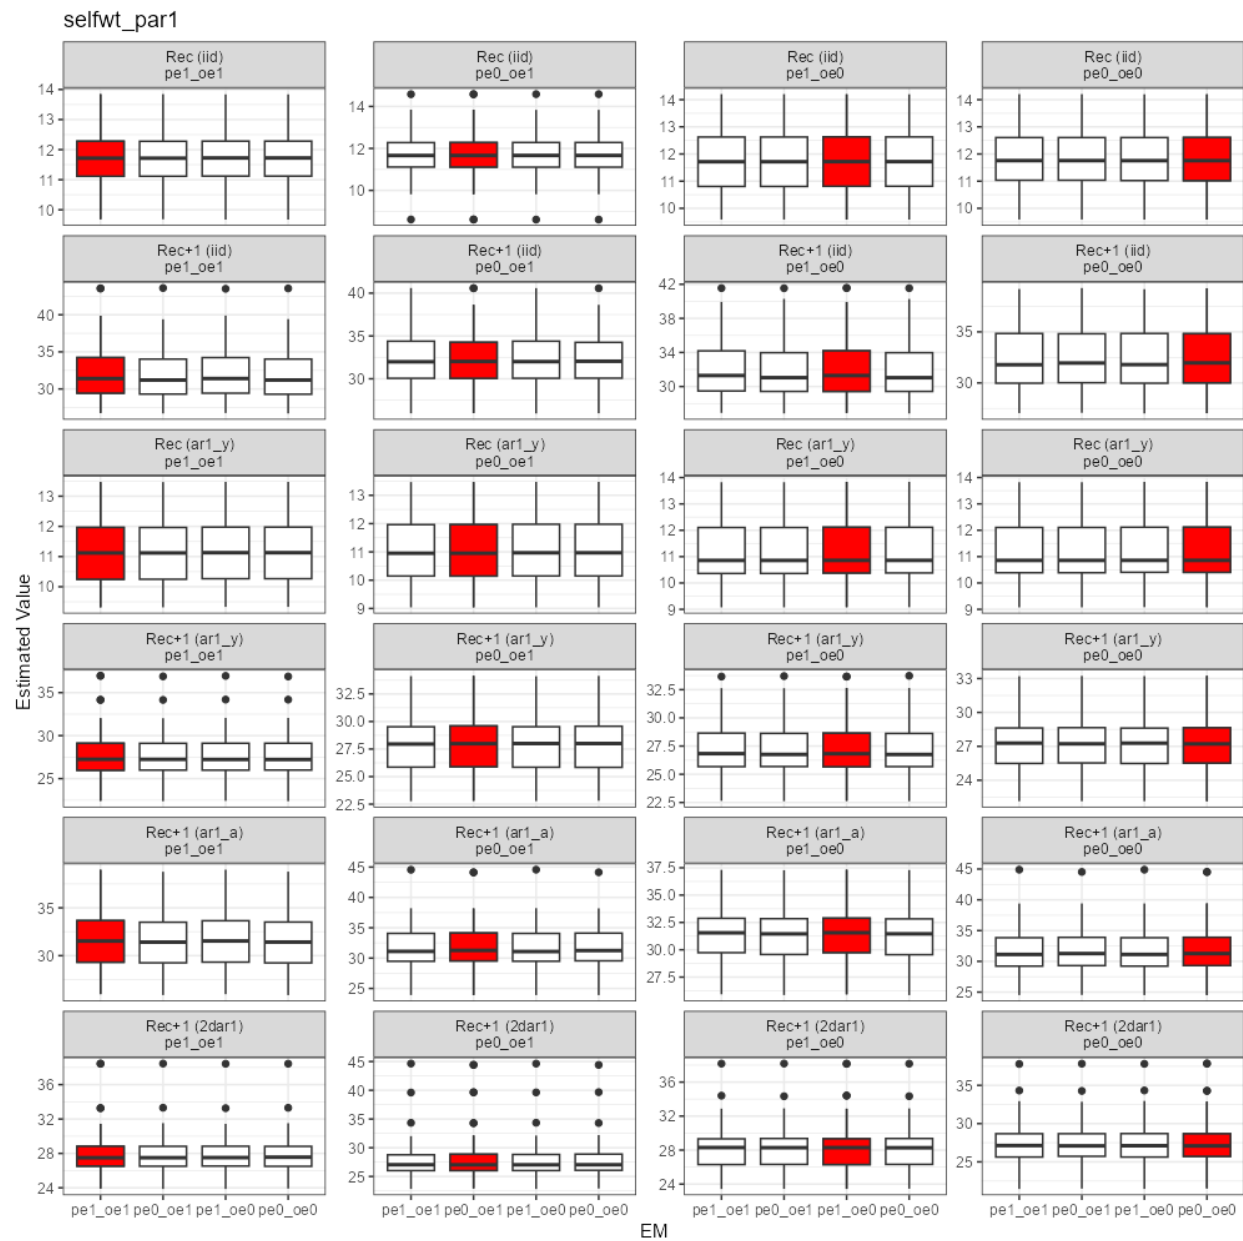 selfwt_par1
Estimated Value
Rec (iid)
pe1_oe1
14
13
12
11
10
Rec (iid)
pe0_oe1
14
12
10
Rec (iid)
pe1_oe0
14
13
12
11
10
Rec (iid)
pe0_oe0
14
13
12
11
10
Rec+1 (iid)
pe1_oe1
40
35
30
Rec+1 (iid)
pe0_oe1
40
35
30
Rec+1 (iid)
pe1_oe0
42
38
34
30
Rec+1 (iid)
pe0_oe0
35
30
Rec (ar1_y)
pe1_oe1
13
12
11
10
Rec (ar1_y)
pe0_oe1
13
12
11
10
9
Rec (ar1_y)
pe1_oe0
14
13
12
11
10
9
Rec (ar1_y)
pe0_oe0
14
13
12
11
10
9
Rec+1 (ar1_y)
pe1_oe1
35
30
25
Rec+1 (ar1_y)
pe0_oe1
32.5
30.0
27.5
25.0
22.5
Rec+1 (ar1_y)
pe1_oe0
32.5
30.0
27.5
25.0
22.5
Rec+1 (ar1_y)
pe0_oe0
33
30
27
24
Rec+1 (ar1_a)
pe1_oe1
35
30
Rec+1 (ar1_a)
pe0_oe1
45
40
35
30
25
Rec+1 (ar1_a)
pe1_oe0
37.5
35.0
32.5
30.0
27.5
Rec+1 (ar1_a)
pe0_oe0
45
40
35
30
25
Rec+1 (2dar1)
pe1_oe1
36
32
28
24
Rec+1 (2dar1)
pe0_oe1
45
40
35
30
25
Rec+1 (2dar1)
pe1_oe0
36
32
28
24
Rec+1 (2dar1)
pe0_oe0
35
30
25
pe1_oe1 pe0_oe1 pe1_oe0 pe0_oe0
pe1_oe1 pe0_oe1 pe1_oe0 pe0_oe0
pe1_oe1 pe0_oe1 pe1_oe0 pe0_oe0
pe1_oe1 pe0_oe1 pe1_oe0 pe0_oe0
EM